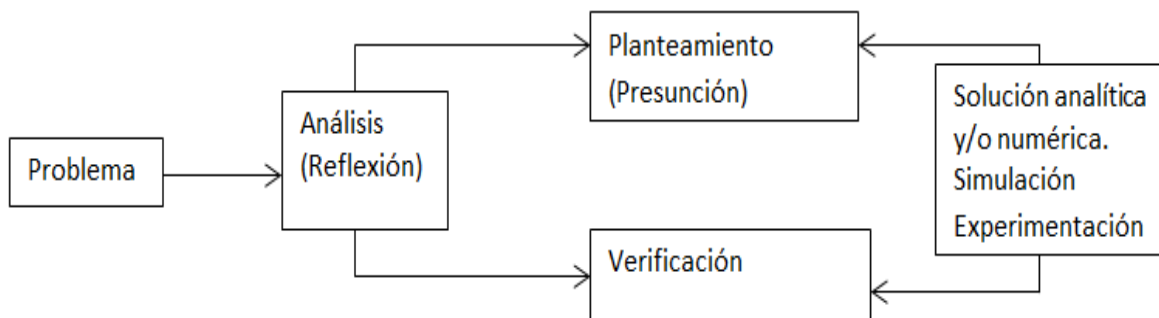 Problema
Análisis
(Reflexión)
Planteamiento
(Presunción)
Verificación
Solución analítica
y/o numérica.
Simulación
Experimentación